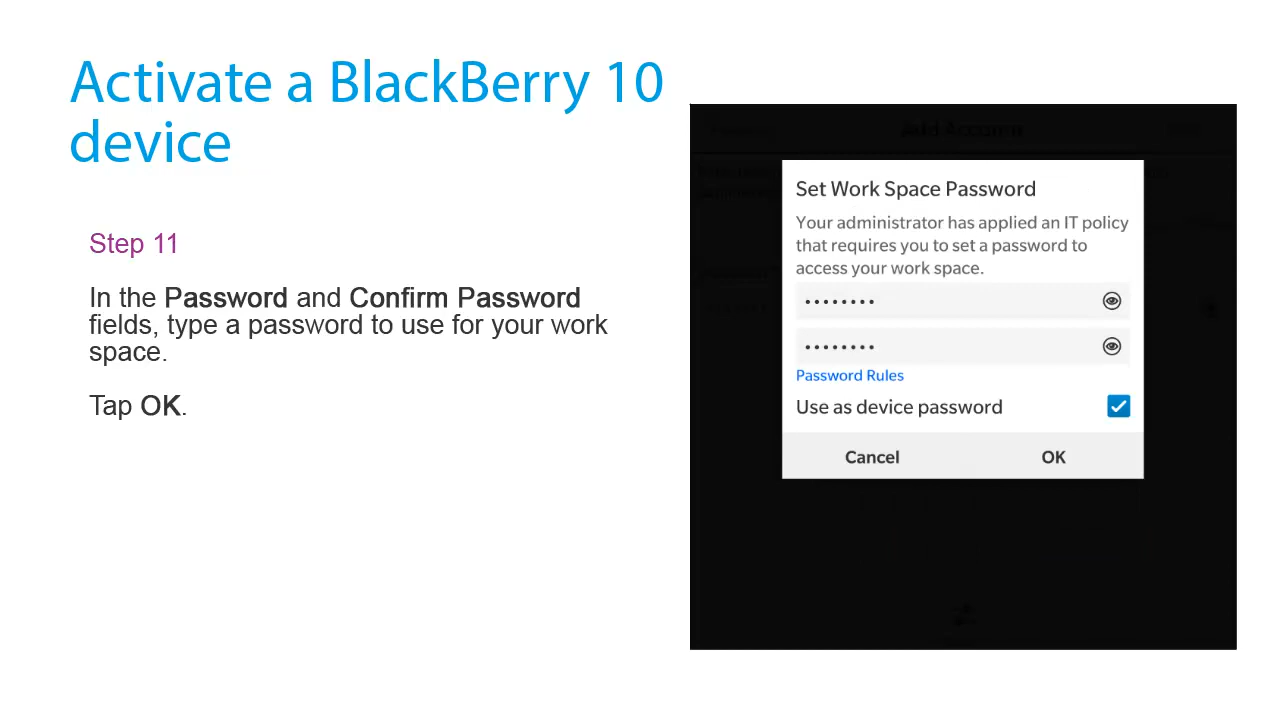 Activate a BlackBerry 10
device
Step 11
In the Password and Confirm Password
fields, type a password to use for your work
space.
Tap OK.
Add Account
Set Work Space Password
Your administrator has applied an IT policy
that requires you to set a password to
access your work space.
••••••••
••••••••
Password Rules
Use as device password
Cancel OK